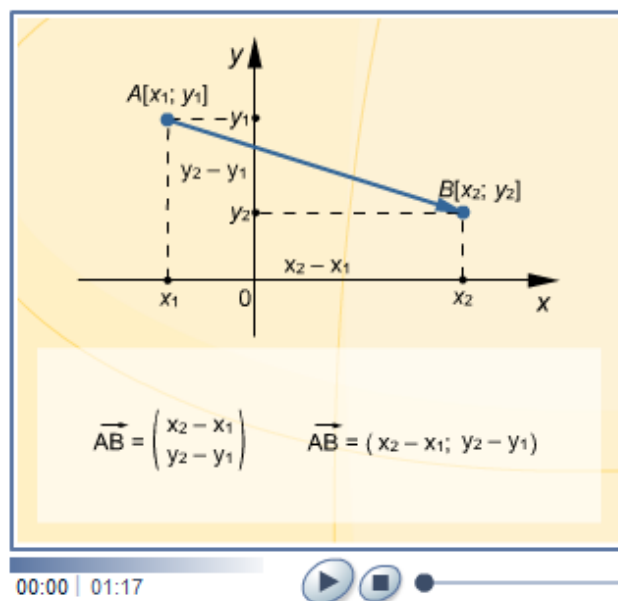 y
A[x₁; y₁]
y₁
y₂ – y₁
B[x₂; y₂]
y₂
x₂ – x₁
x₁
0
x₂
x
AB = ( x₂ – x₁
y₂ – y₁ )
AB = ( x₂ – x₁; y₂ – y₁ )
00:00 | 01:17